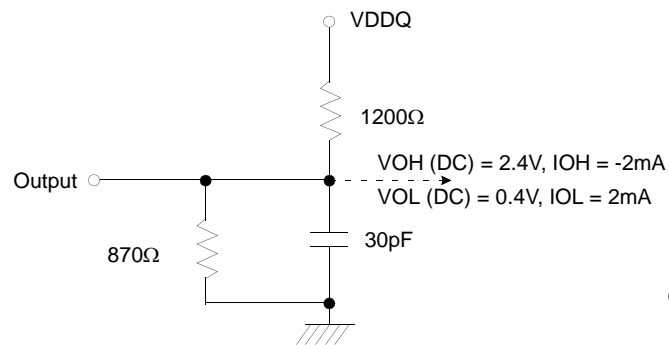 VDDQ
1200Ω
VOH (DC) = 2.4V, IOH = -2mA
Output
VOL (DC) = 0.4V, IOL = 2mA
870Ω
30pF